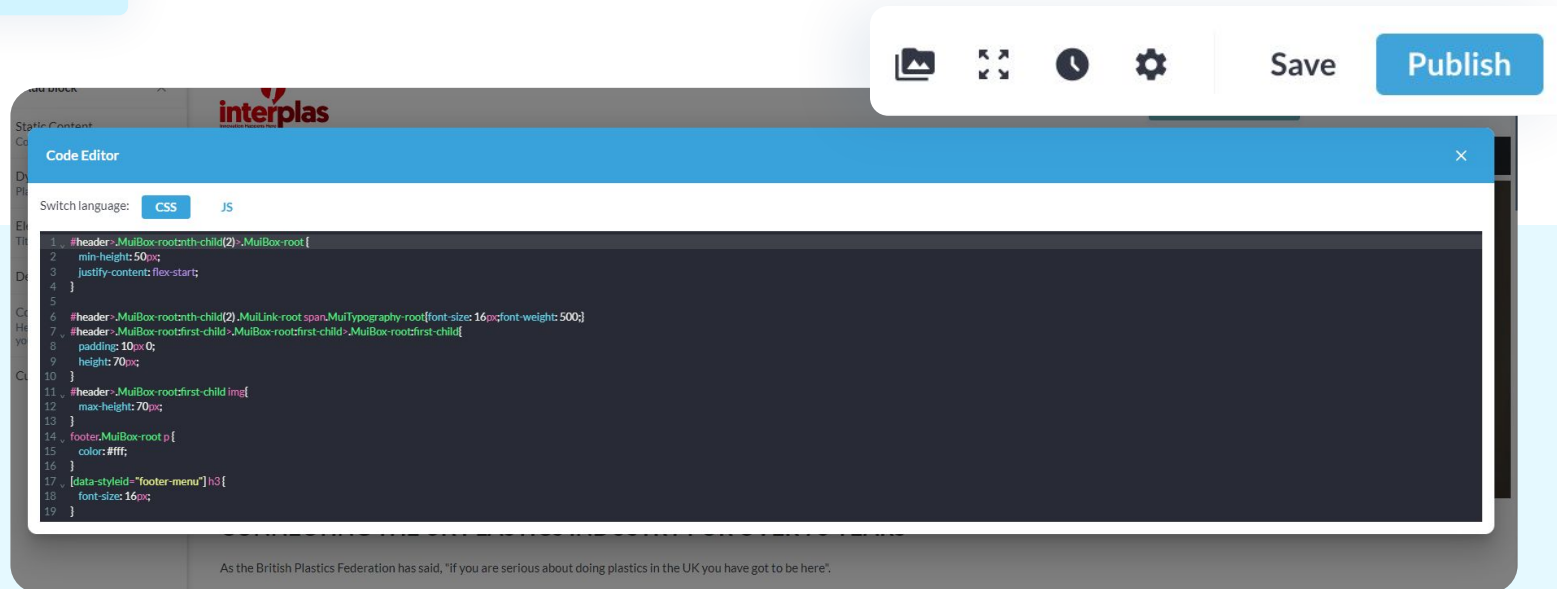 Save Publish
interplas
Static Content
Code Editor
Switch language: CSS JS
1 #header>.MuiBox-root:nth-child(2)>.MuiBox-root {
2 min-height: 50px;
3 justify-content: flex-start;
4 }
5
6 #header>.MuiBox-root:nth-child(2) .MuiLink-root span.MuiTypography-root{font-size: 16px;font-weight: 500;}
7 #header>.MuiBox-root:first-child>.MuiBox-root:first-child>.MuiBox-root:first-child{
8 padding: 10px 0;
9 height: 70px;
10 }
11 #header>.MuiBox-root:first-child img{
12 max-height: 70px;
13 }
14 footer.MuiBox-root p {
15 color: #fff;
16 }
17 [data-styleid="footer-menu"] h3 {
18 font-size: 16px;
19 }
As the British Plastics Federation has said, "if you are serious about doing plastics in the UK you have got to be here".